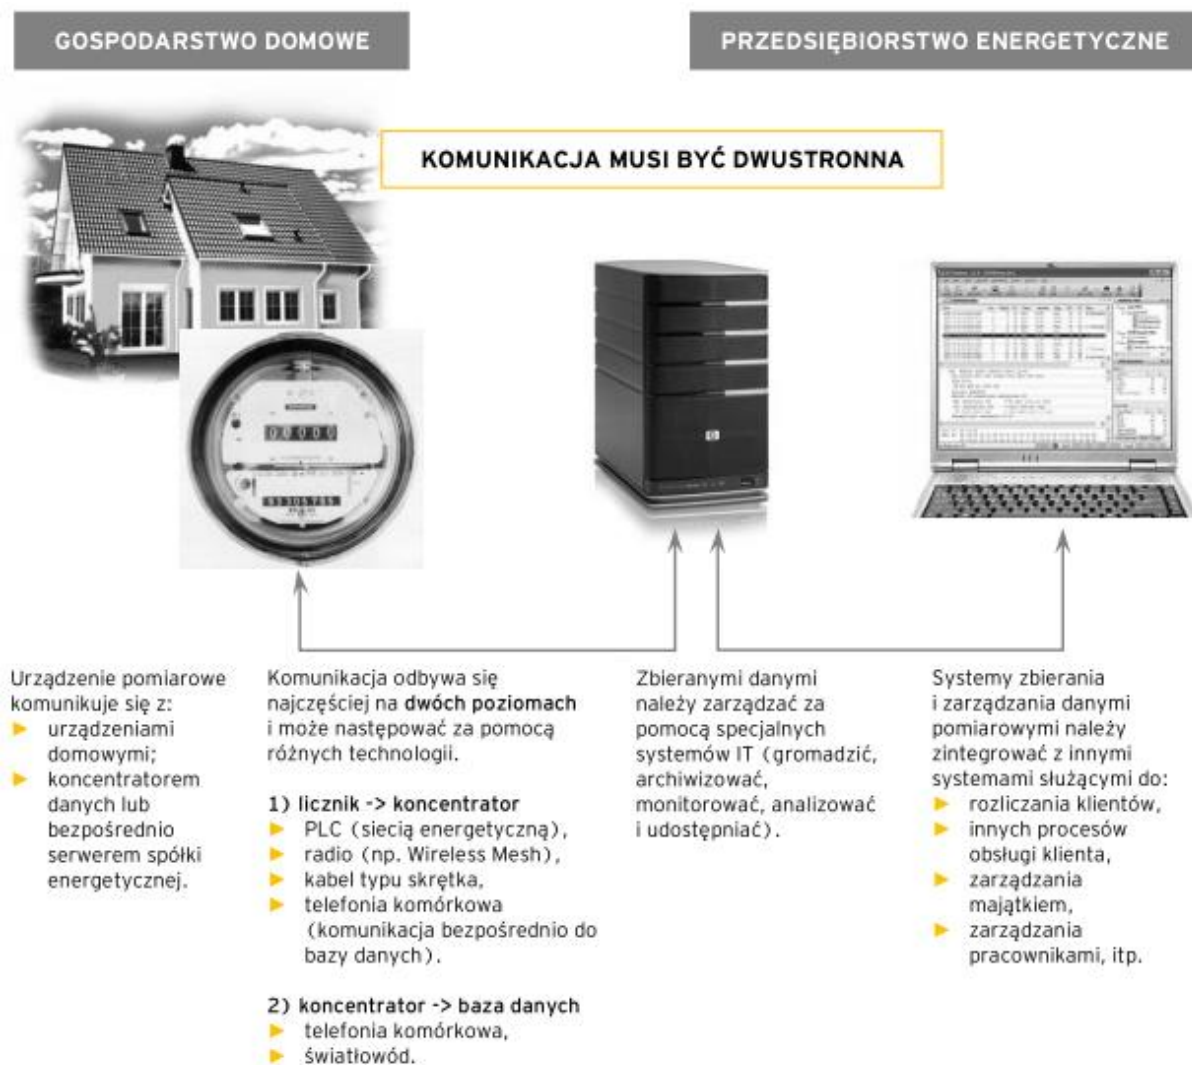 GOSPODARSTWO DOMOWE
PRZEDSIĘBIORSTWO ENERGETYCZNE
KOMUNIKACJA MUSI BYĆ DWUSTRONNA
00000
Urządzenie pomiarowe
komunikuje się z:
► urządzeniami
domowymi;
► koncentratorem
danych lub
bezpośrednio
serwerem spółki
energetycznej.
Komunikacja odbywa się
najczęściej na dwóch poziomach
i może następować za pomocą
różnych technologii.
1) licznik -> koncentrator
► PLC (siecią energetyczną),
► radio (np. Wireless Mesh),
► kabel typu skrętka,
► telefonia komórkowa
(komunikacja bezpośrednio do
bazy danych).
2) koncentrator -> baza danych
► telefonia komórkowa,
► światłowód.
Zbieranymi danymi
należy zarządzać za
pomocą specjalnych
systemów IT (gromadzić,
archiwizować,
monitorować, analizować
i udostępniać).
Systemy zbierania
i zarządzania danymi
pomiarowymi należy
zintegrować z innymi
systemami służącymi do:
► rozliczania klientów,
► innych procesów
obsługi klienta,
► zarządzania
majątkiem,
► zarządzania
pracownikami, itp.